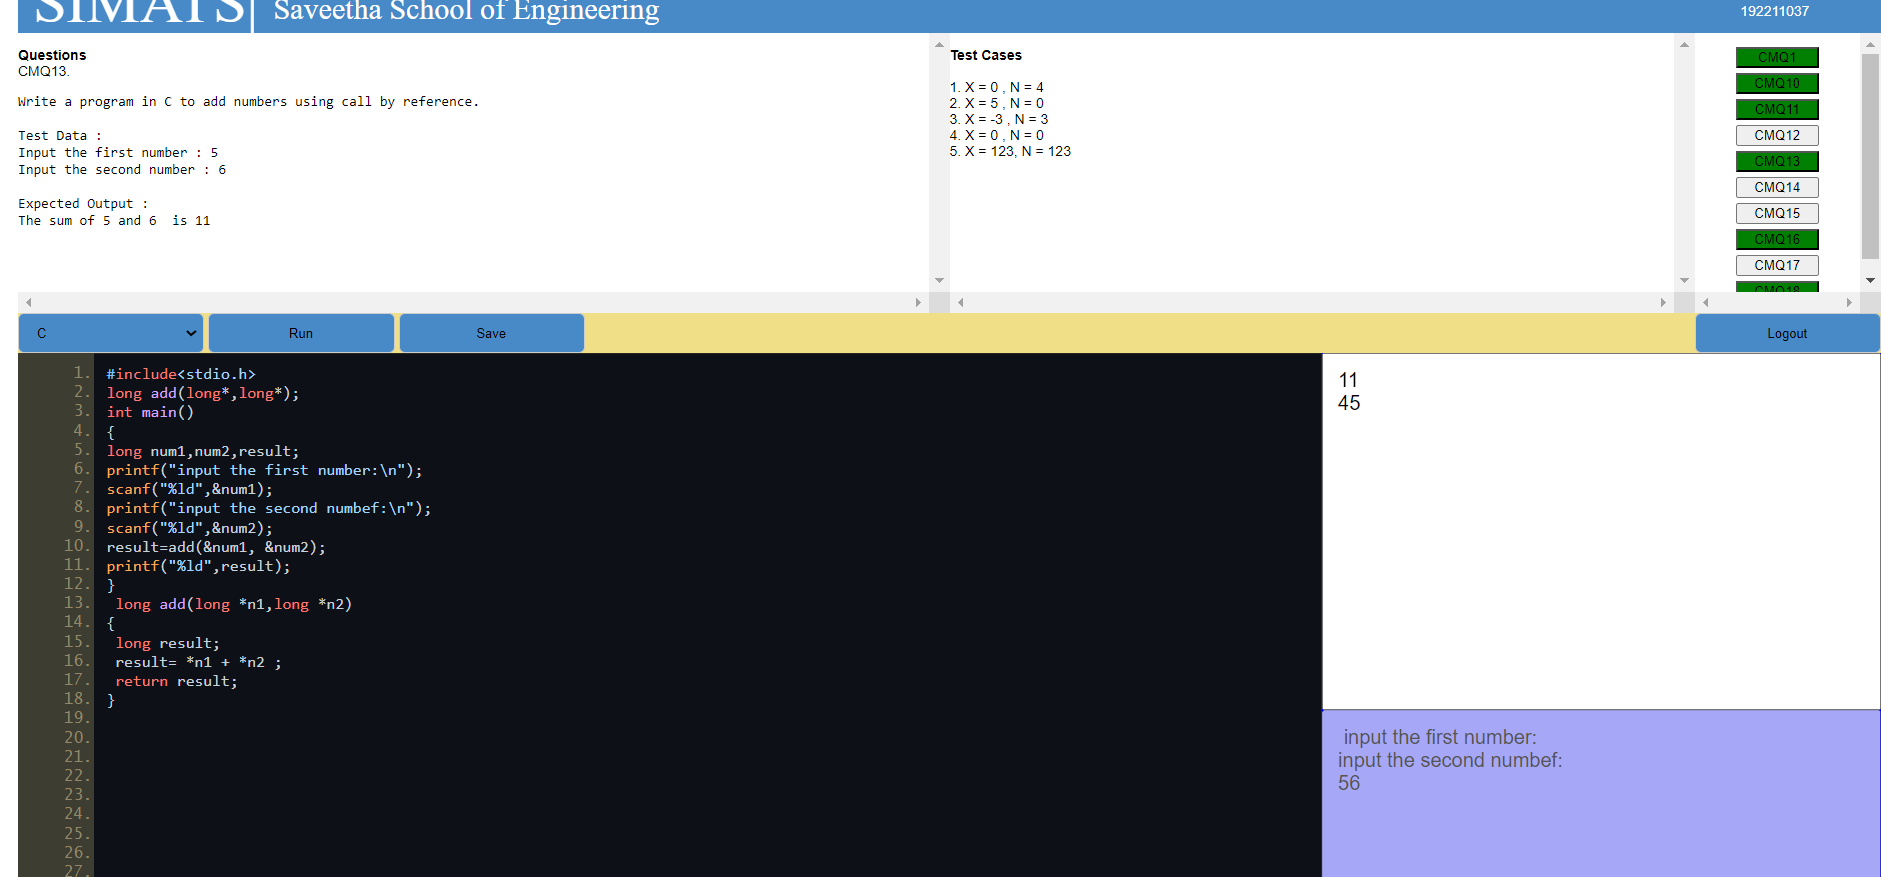 SIMATS Saveetha School of Engineering
192211037
Questions
CMQ13.
Write a program in C to add numbers using call by reference.
Test Data :
Input the first number : 5
Input the second number : 6
Expected Output :
The sum of 5 and 6  is 11
Test Cases
1. X = 0 , N = 4
2. X = 5 , N = 0
3. X = -3 , N = 3
4. X = 0 , N = 0
5. X = 123, N = 123
CMQ1
CMQ10
CMQ11
CMQ12
CMQ13
CMQ14
CMQ15
CMQ16
CMQ17
CMQ18
C
Run
Save
Logout
1. #include<stdio.h>
2. long add(long*,long*);
3. int main()
4. {
5. long num1,num2,result;
6. printf("input the first number:\n");
7. scanf("%ld",&num1);
8. printf("input the second numbef:\n");
9. scanf("%ld",&num2);
10. result=add(&num1, &num2);
11. printf("%ld",result);
12. }
13.  long add(long *n1,long *n2)
14. {
15.  long result;
16.  result= *n1 + *n2 ;
17.  return result;
18. }
19.
20.
21.
22.
23.
24.
25.
26.
27.
11
45
input the first number:
input the second numbef:
56